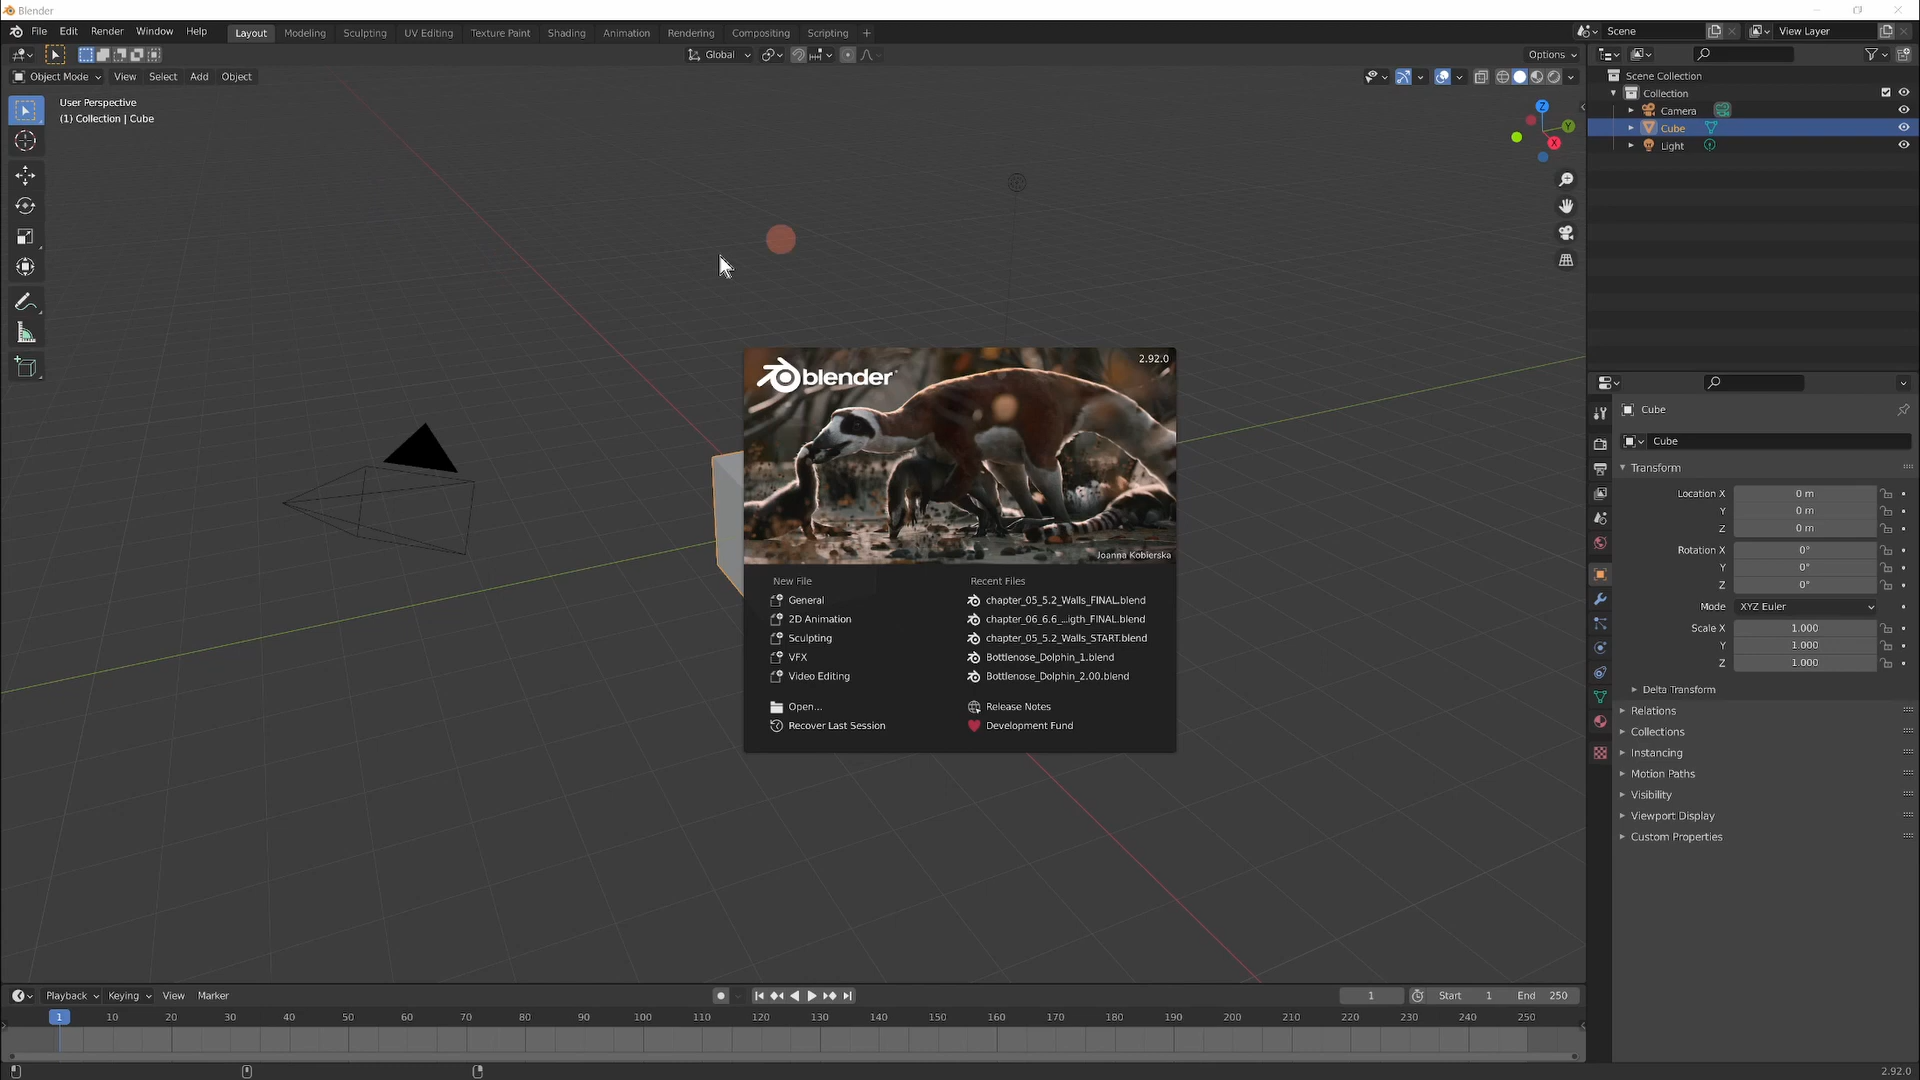 Blender
File Edit Render Window Help Layout Modeling Sculpting UV Editing Texture Paint Shading Animation Rendering Compositing Scripting + Scene View Layer
Global Options
Object Mode View Select Add Object
User Perspective
(1) Collection | Cube
Z
Y
X
Scene Collection
Collection
Camera
Cube
Light
blender
2.92.0
Joanna Kobierska
New File
General
2D Animation
Sculpting
VFX
Video Editing
Open...
Recover Last Session
Recent Files
chapter_05_5.2_Walls_FINAL.blend
chapter_06_6.6_...igth_FINAL.blend
chapter_05_5.2_Walls_START.blend
Bottlenose_Dolphin_1.blend
Bottlenose_Dolphin_2.00.blend
Release Notes
Development Fund
Cube
Cube
Transform
Location X 0 m
Y 0 m
Z 0 m
Rotation X 0°
Y 0°
Z 0°
Mode XYZ Euler
Scale X 1.000
Y 1.000
Z 1.000
Delta Transform
Relations
Collections
Instancing
Motion Paths
Visibility
Viewport Display
Custom Properties
Playback Keying View Marker 1 Start 1 End 250
1 10 20 30 40 50 60 70 80 90 100 110 120 130 140 150 160 170 180 190 200 210 220 230 240 250
2.92.0